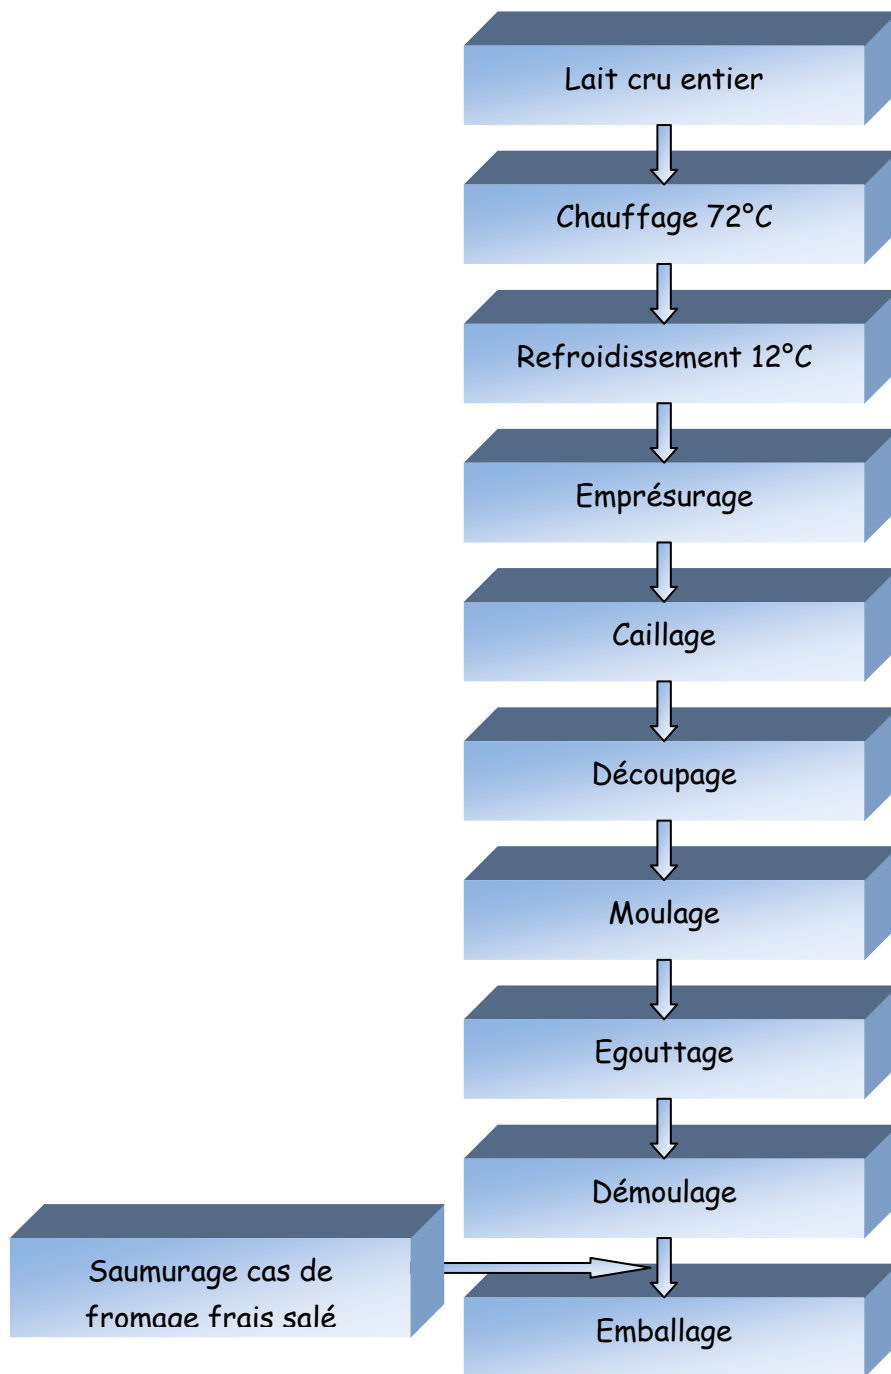 Lait cru entier
Chauffage 72°C
Refroidissement 12°C
Emprésurage
Caillage
Découpage
Moulage
Egouttage
Démoulage
Saumurage cas de
fromage frais salé
Emballage